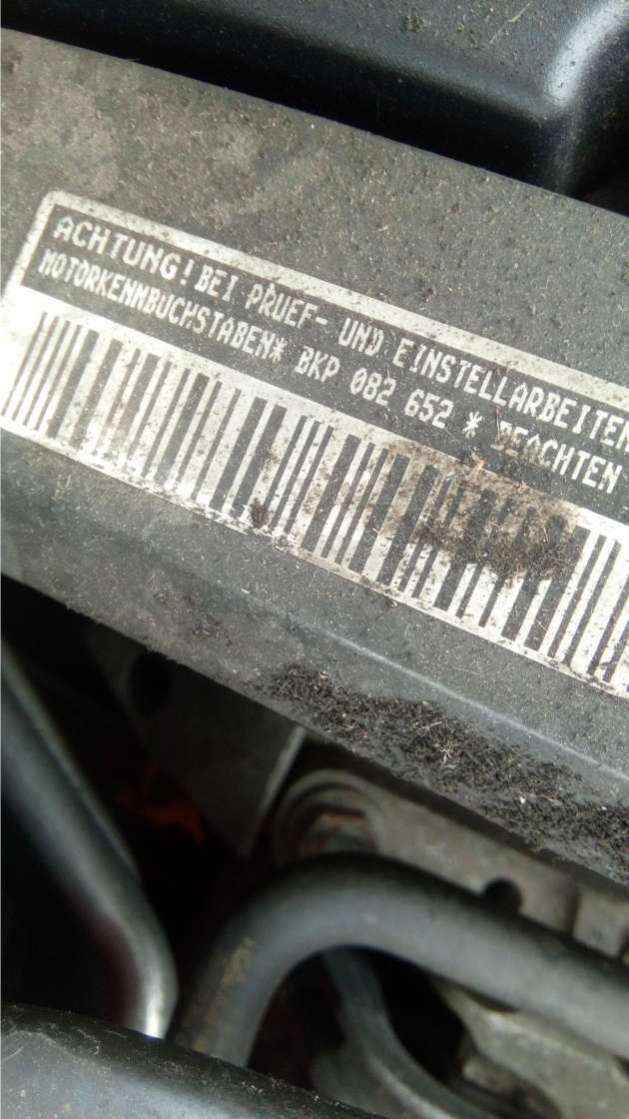 ACHTUNG! BEI PRUEF- UND EINSTELLARBEITEN
MOTORKENNBUCHSTABEN* BKP 082 652 * BEACHTEN